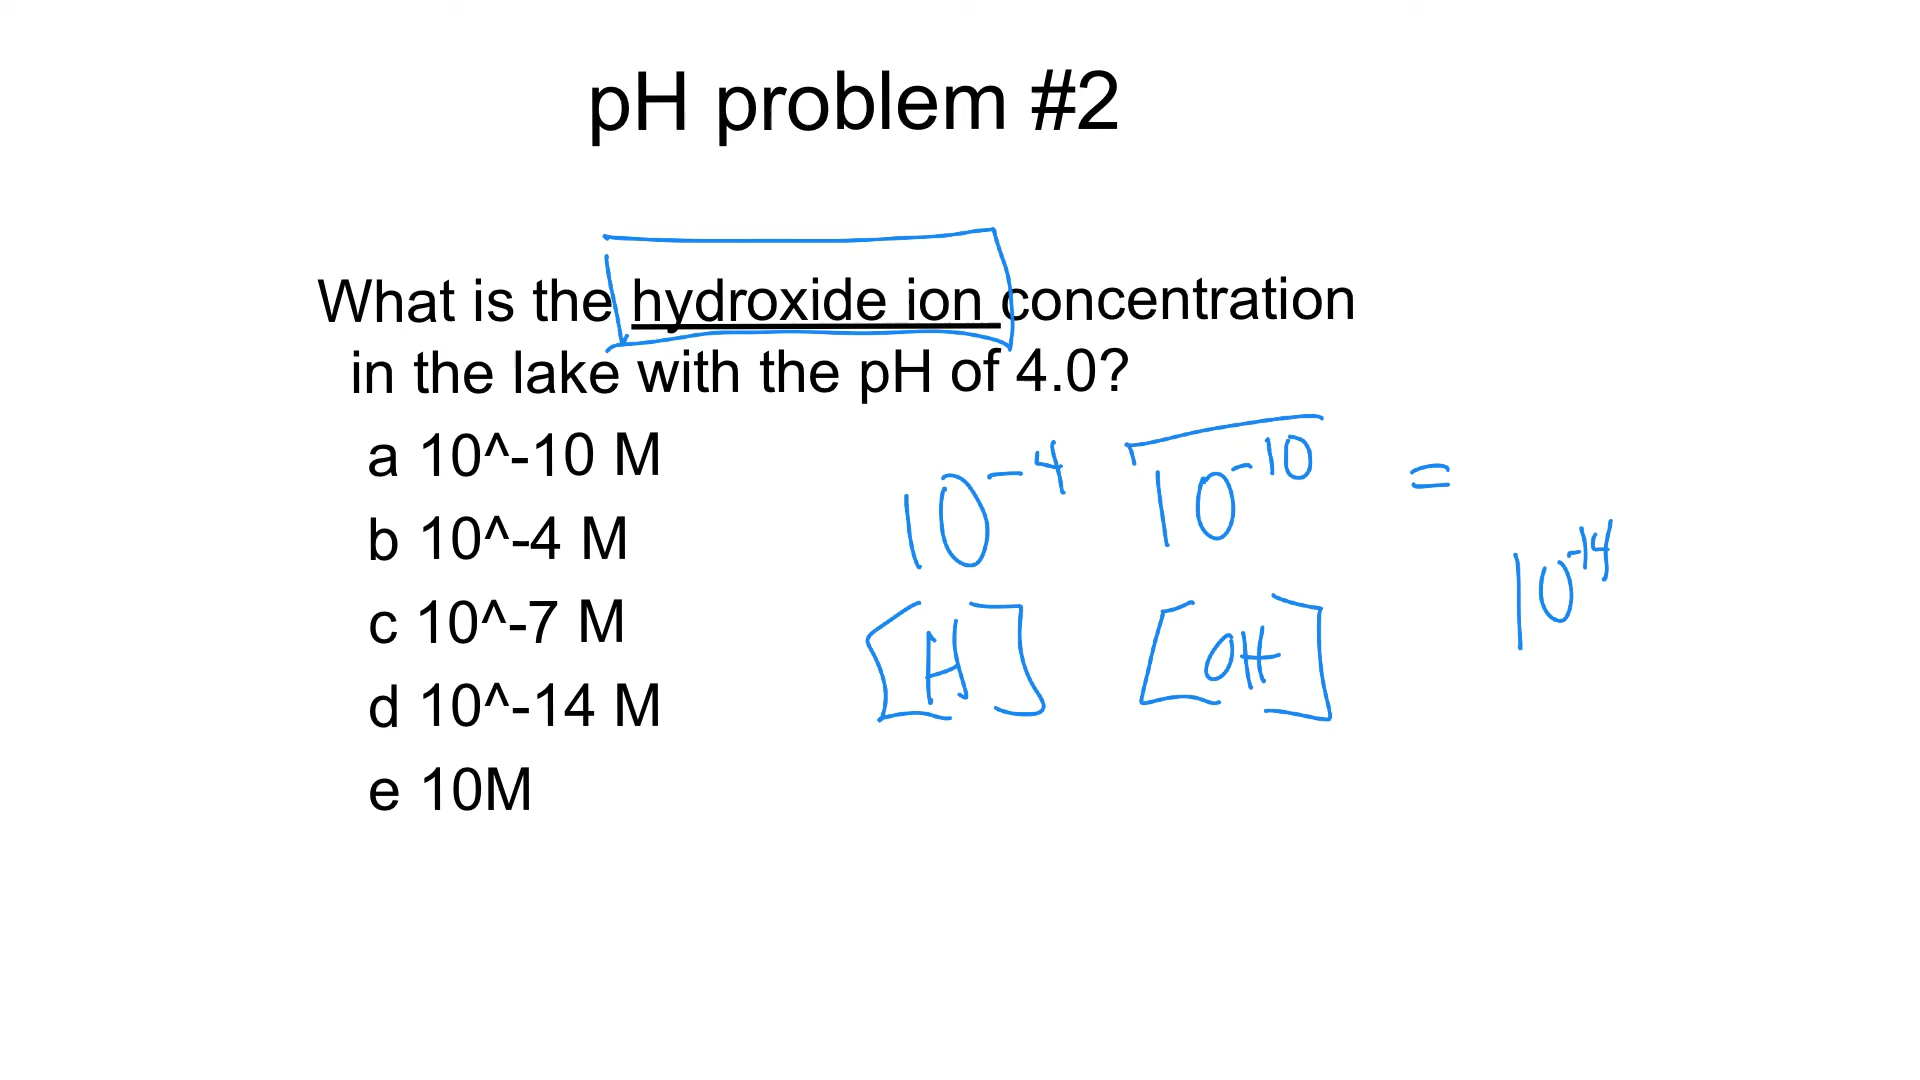 pH problem #2
What is the hydroxide ion concentration
in the lake with the pH of 4.0?
a 10^-10 M
b 10^-4 M
c 10^-7 M
d 10^-14 M
e 10M
10⁻⁴ 10⁻¹⁰ =
10⁻¹⁴
[H] [OH]